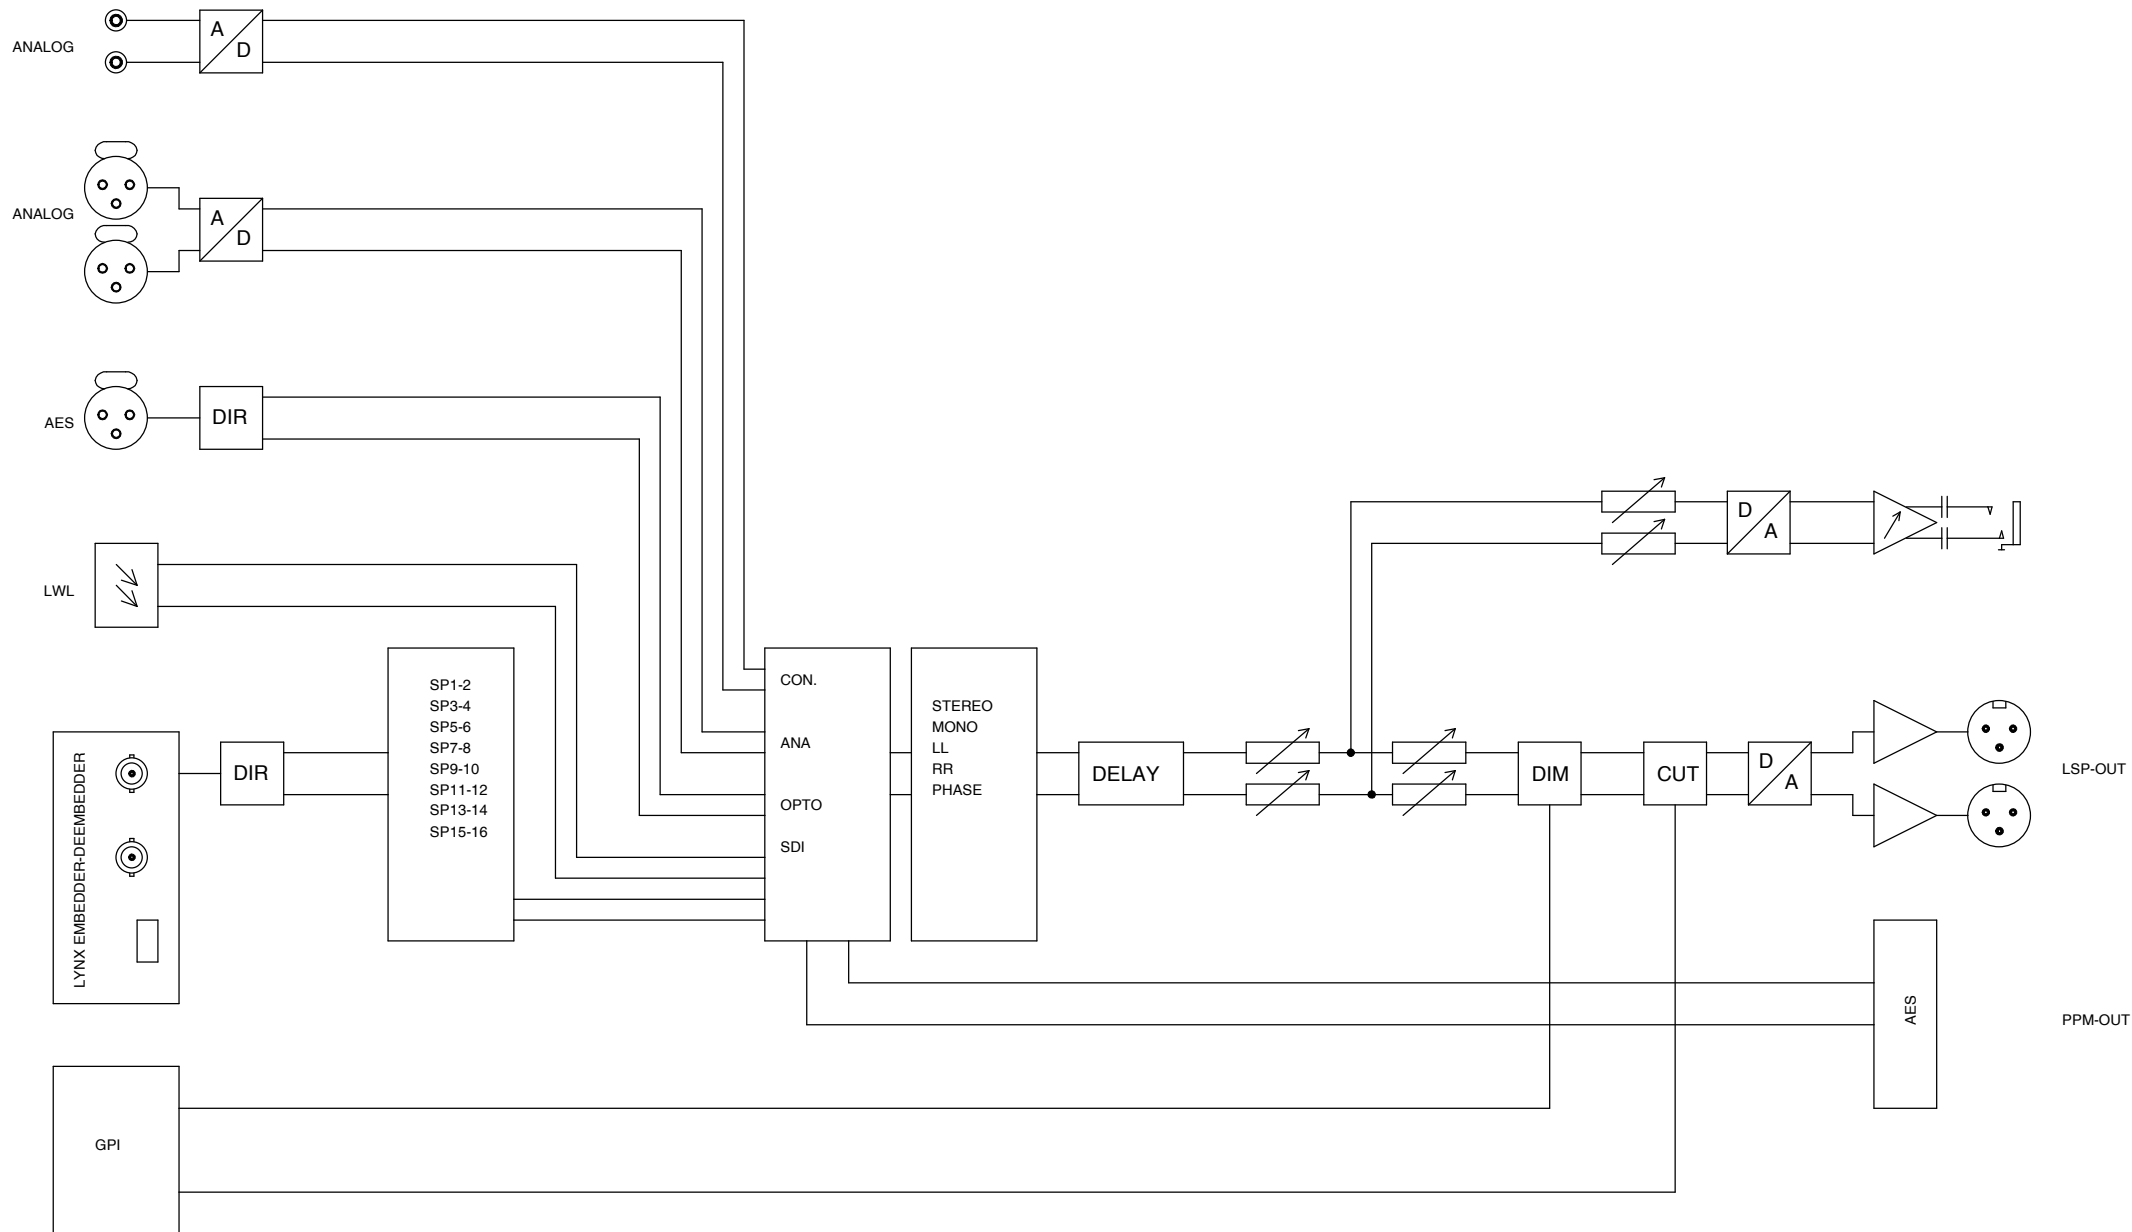 ANALOG
A
D
ANALOG
A
D
AES
DIR
LWL
LYNX EMBEDDER-DEEMBEDDER
DIR
SP1-2
SP3-4
SP5-6
SP7-8
SP9-10
SP11-12
SP13-14
SP15-16
CON.
ANA
OPTO
SDI
STEREO
MONO
LL
RR
PHASE
DELAY
D
A
DIM
CUT
D
A
LSP-OUT
AES
PPM-OUT
GPI